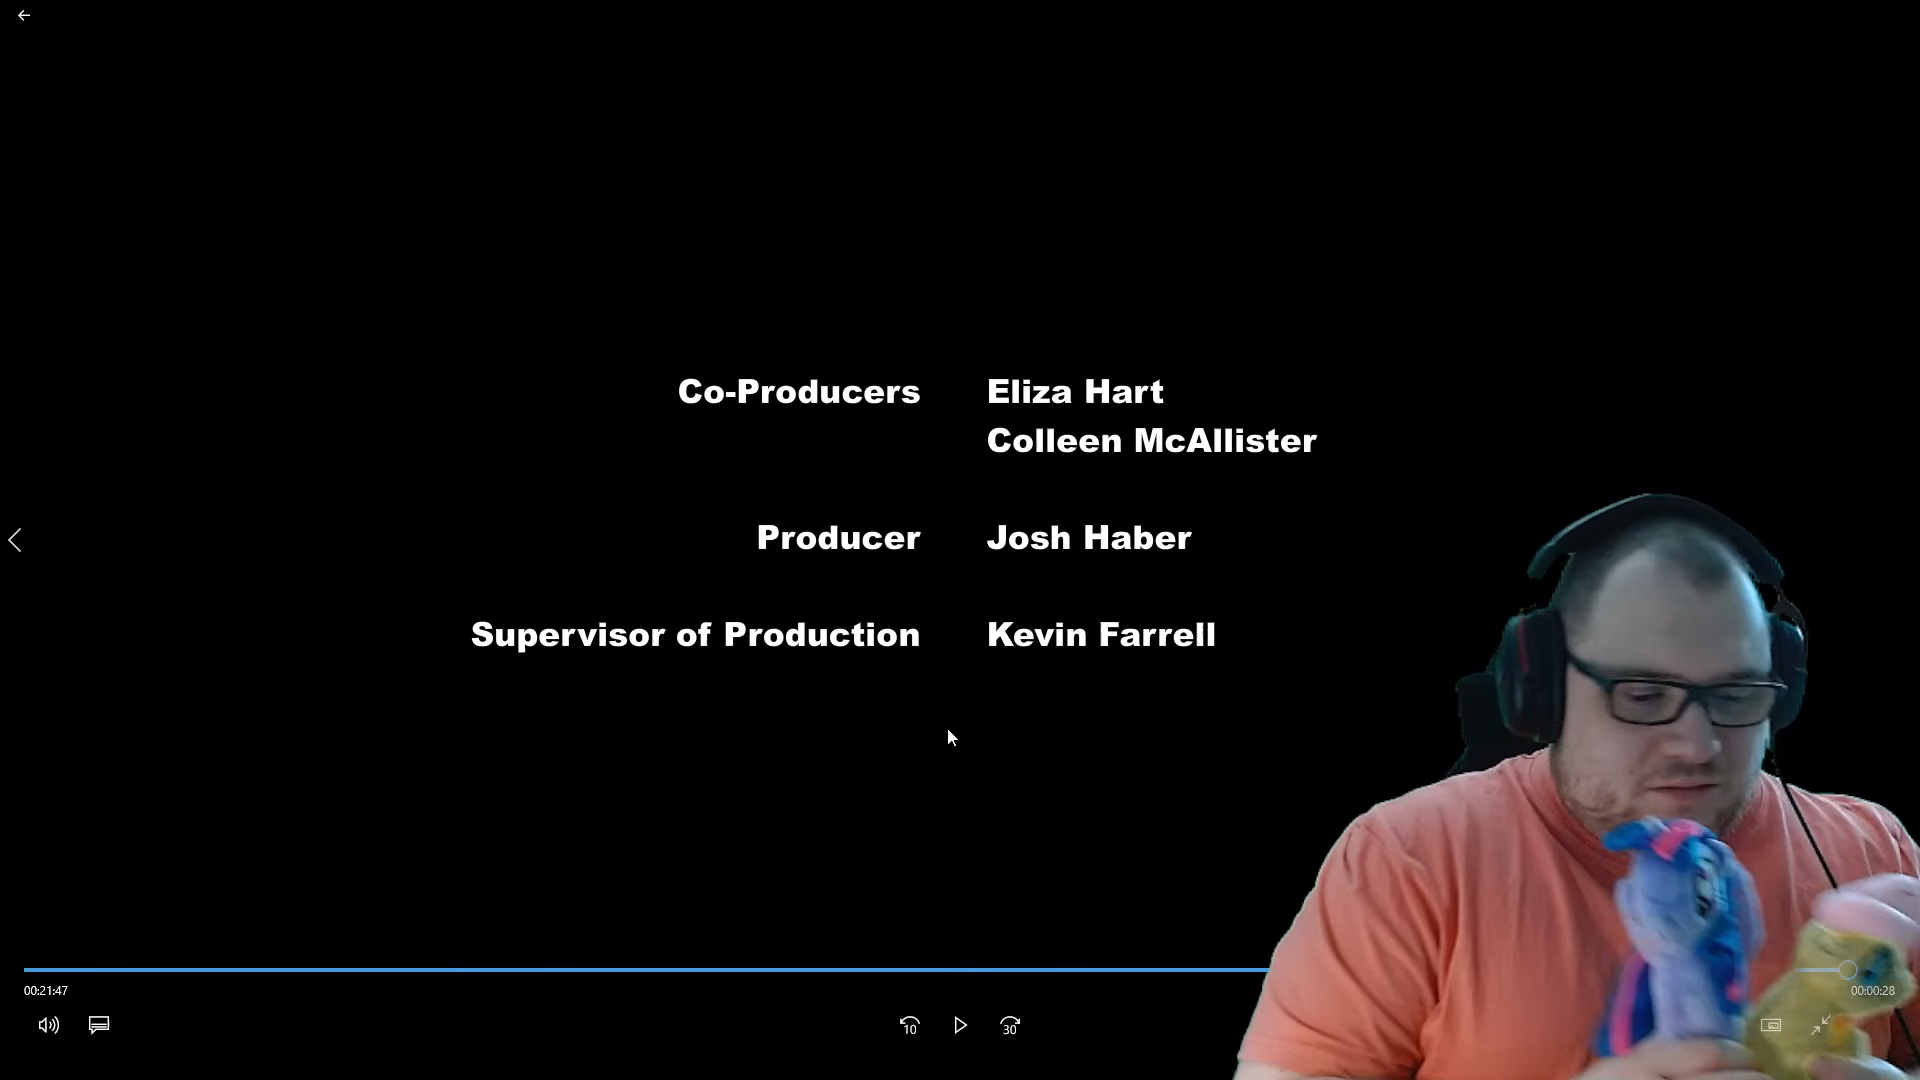 Co-Producers Eliza Hart
Colleen McAllister
Producer Josh Haber
Supervisor of Production Kevin Farrell
00:21:47
00:00:28
10
30